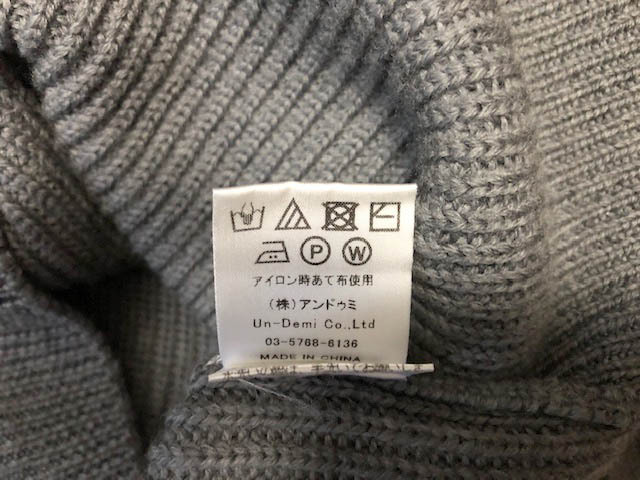 P W
アイロン時あて布使用
(株)アンドゥミ
Un-Demi Co.,Ltd
03-5768-6136
MADE IN CHINA